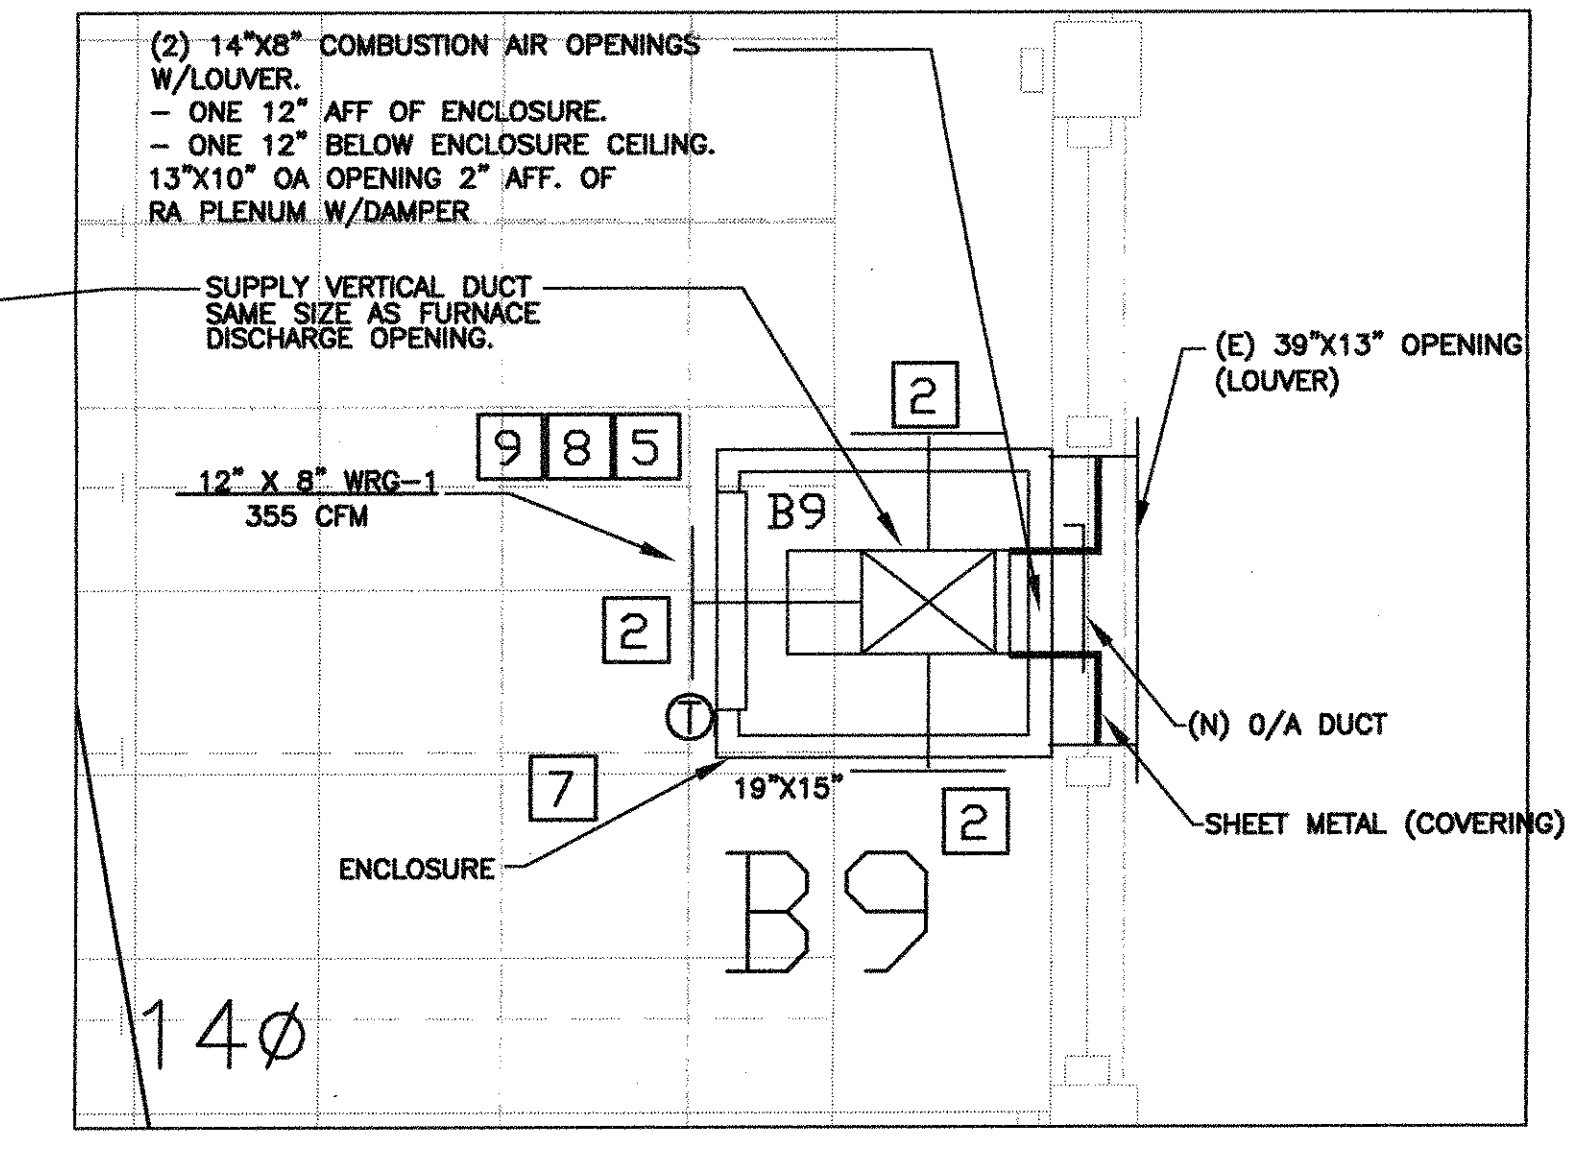 (2) 14"X8" COMBUSTION AIR OPENINGS
W/LOUVER.
- ONE 12" AFF OF ENCLOSURE.
- ONE 12" BELOW ENCLOSURE CEILING.
13"X10" OA OPENING 2" AFF. OF
RA PLENUM W/DAMPER
SUPPLY VERTICAL DUCT
SAME SIZE AS FURNACE
DISCHARGE OPENING.
(E) 39"X13" OPENING
(LOUVER)
2
9 8 5
12" X 8" WRG-1
355 CFM
B9
2
T
(N) O/A DUCT
7
19"X15"
2
SHEET METAL (COVERING)
ENCLOSURE
B9
14ø